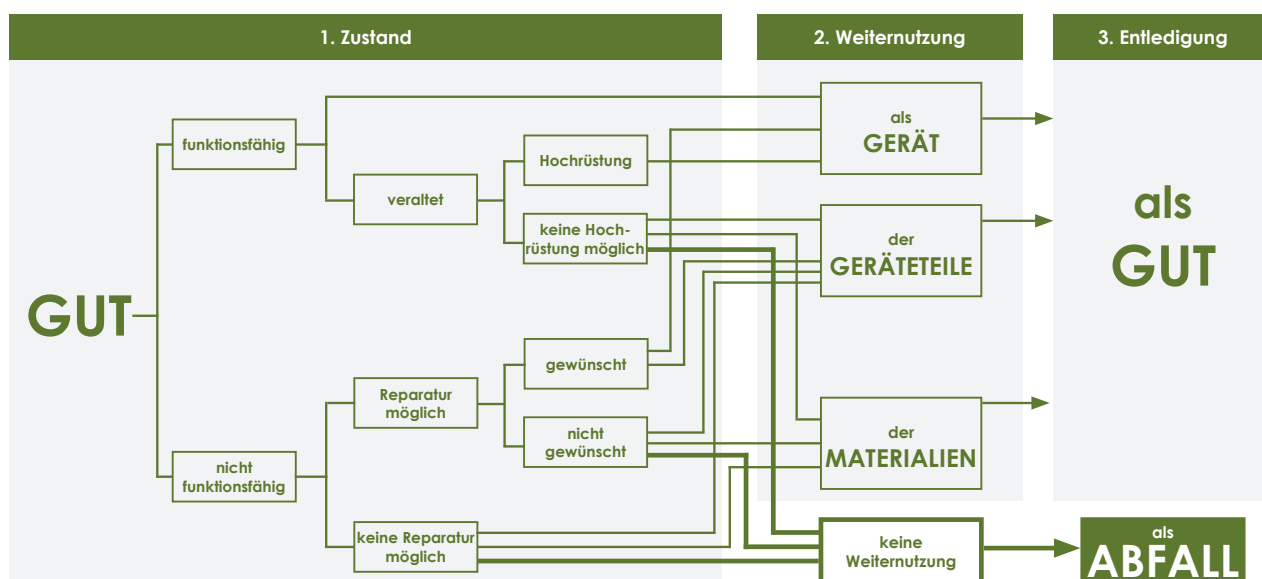 1. Zustand
2. Weiternutzung
3. Entledigung
GUT
funktionsfähig
veraltet
Hochrüstung
keine Hoch-
rüstung möglich
nicht
funktionsfähig
Reparatur
möglich
gewünscht
nicht
gewünscht
keine Reparatur
möglich
als
GERÄT
der
GERÄTETEILE
der
MATERIALIEN
keine
Weiternutzung
als
GUT
als
ABFALL